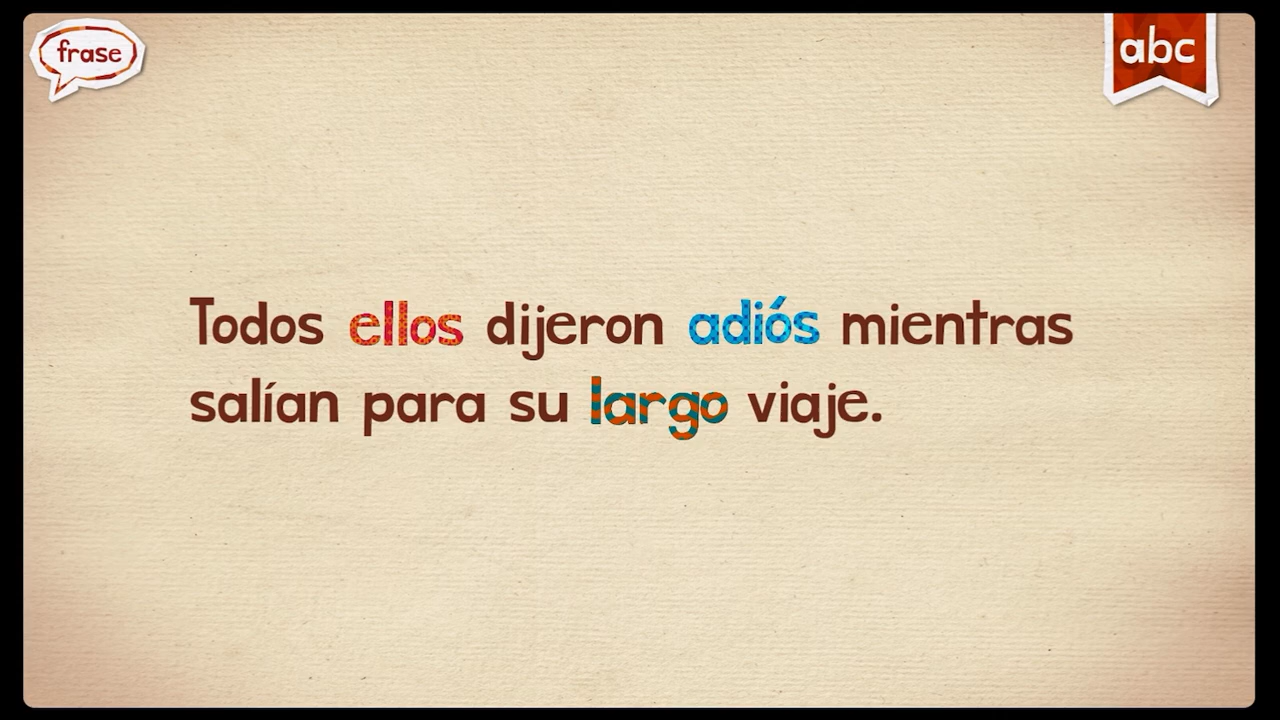 frase
abc
Todos ellos dijeron adiós mientras
salían para su largo viaje.